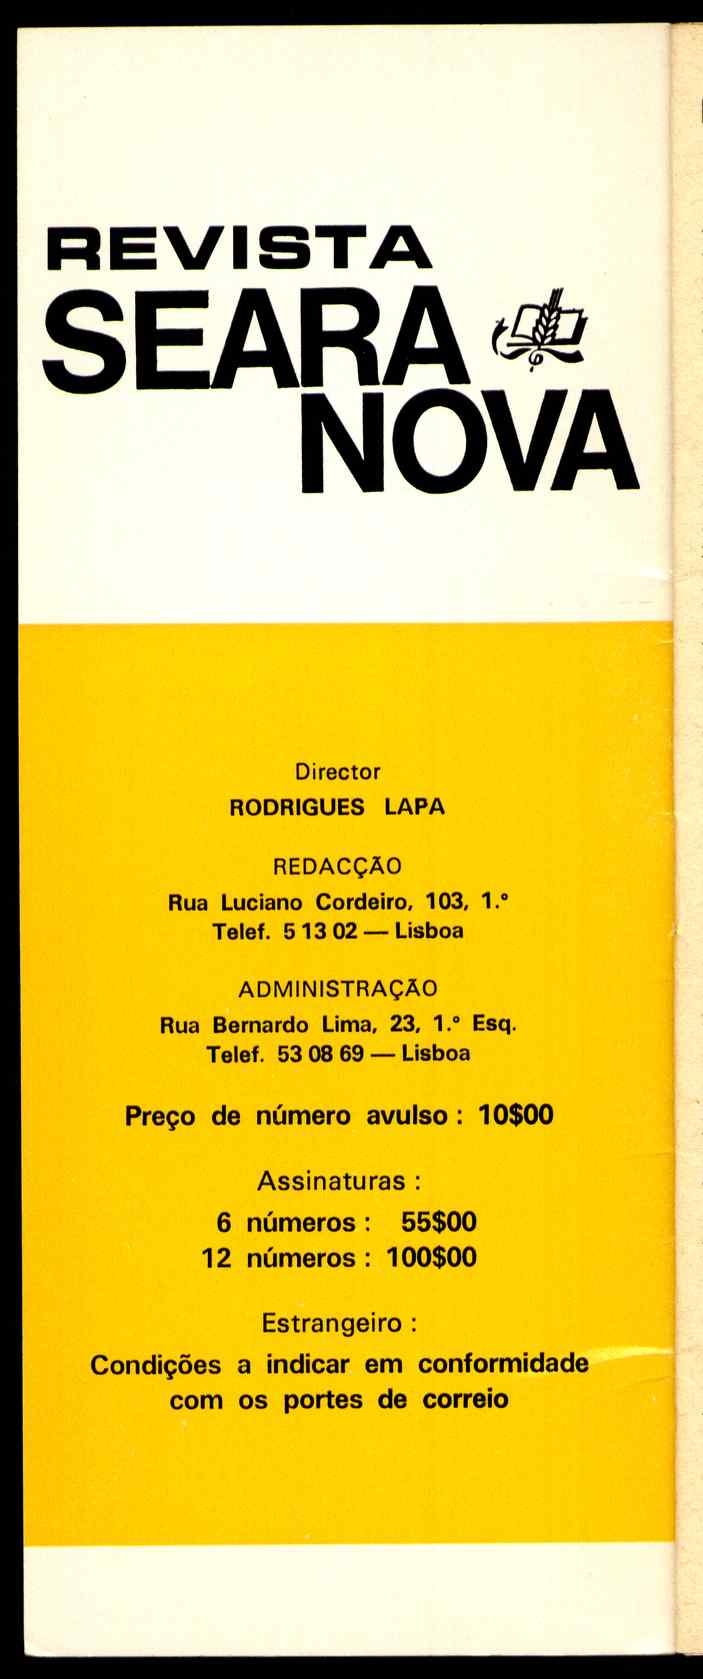 REVISTA
SEARA
NOVA
Director
RODRIGUES LAPA
REDACÇÃO
Rua Luciano Cordeiro, 103, 1.º
Telef. 5 13 02 — Lisboa
ADMINISTRAÇÃO
Rua Bernardo Lima, 23, 1.º Esq.
Telef. 53 08 69 — Lisboa
Preço de número avulso : 10$00
Assinaturas :
6 números : 55$00
12 números : 100$00
Estrangeiro :
Condições a indicar em conformidade
com os portes de correio